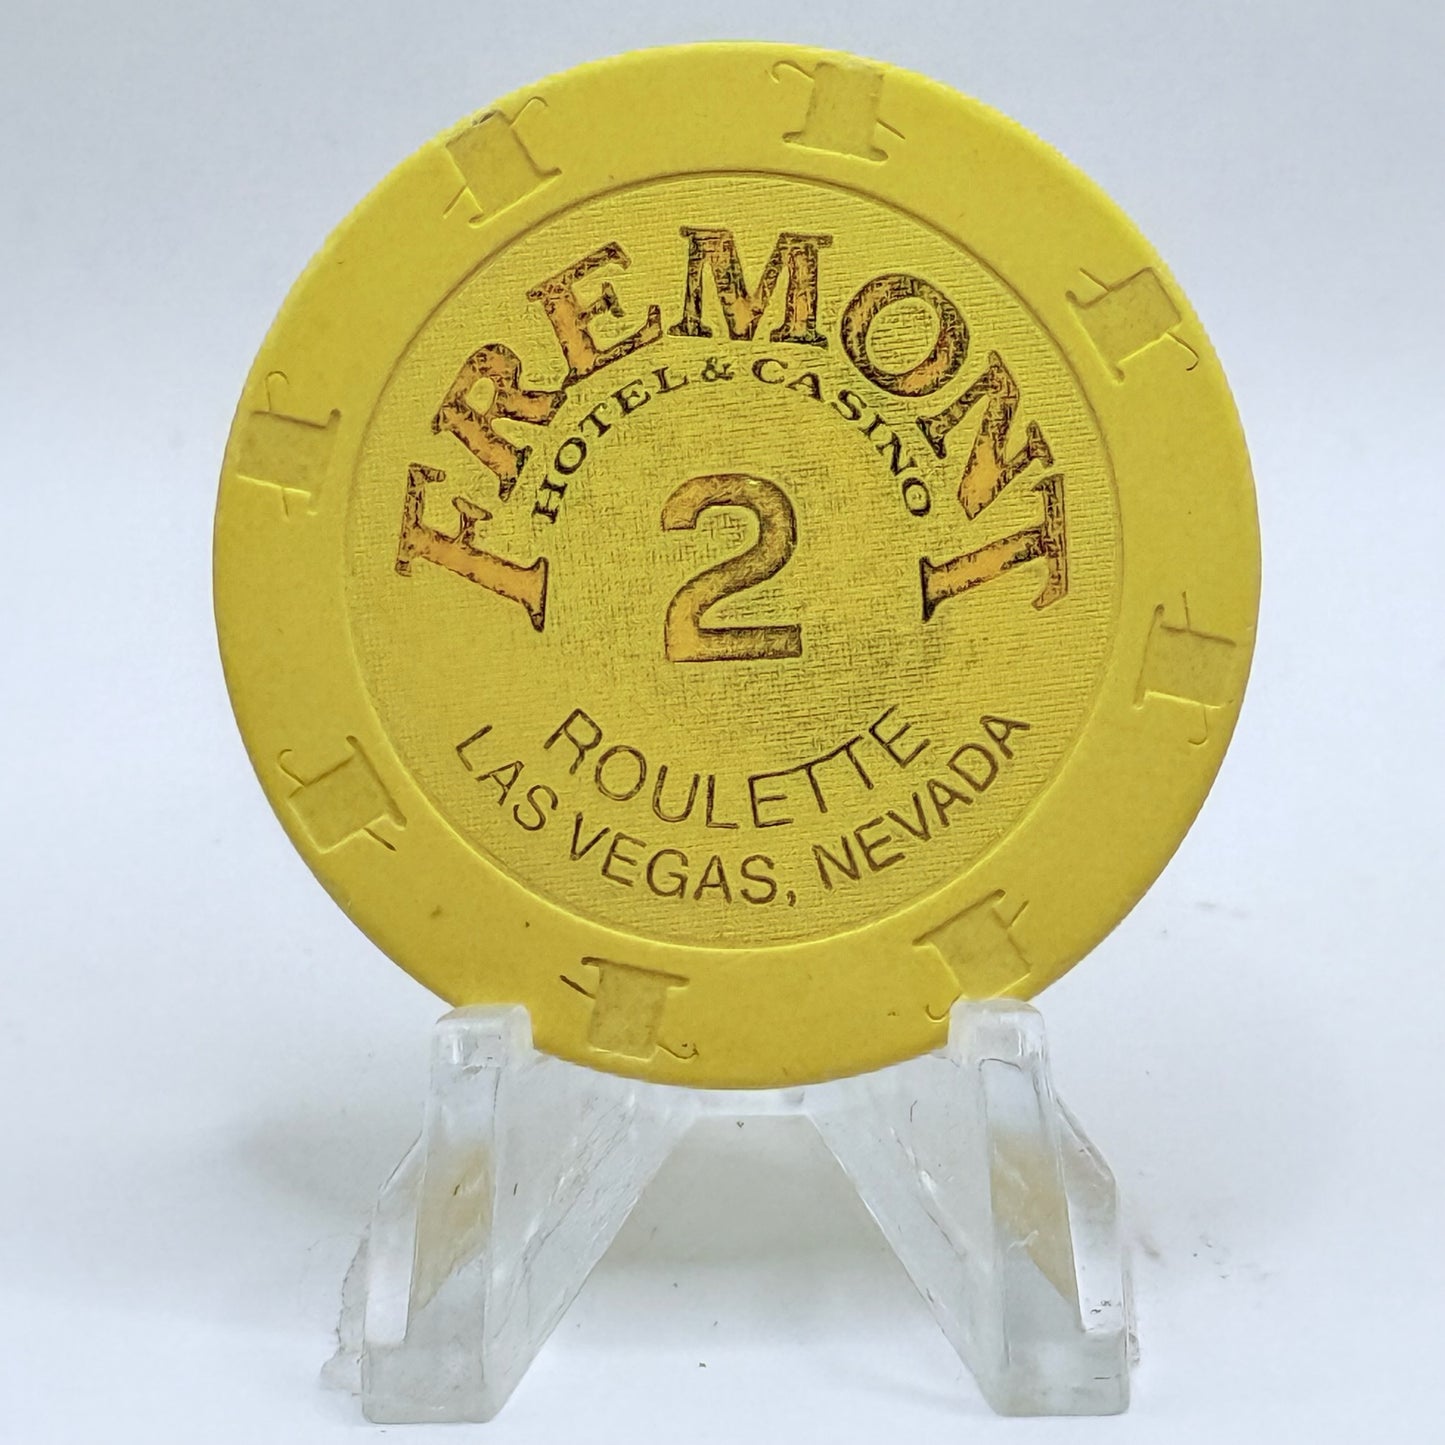 FREMONT
HOTEL & CASINO
2
ROULETTE
LAS VEGAS, NEVADA